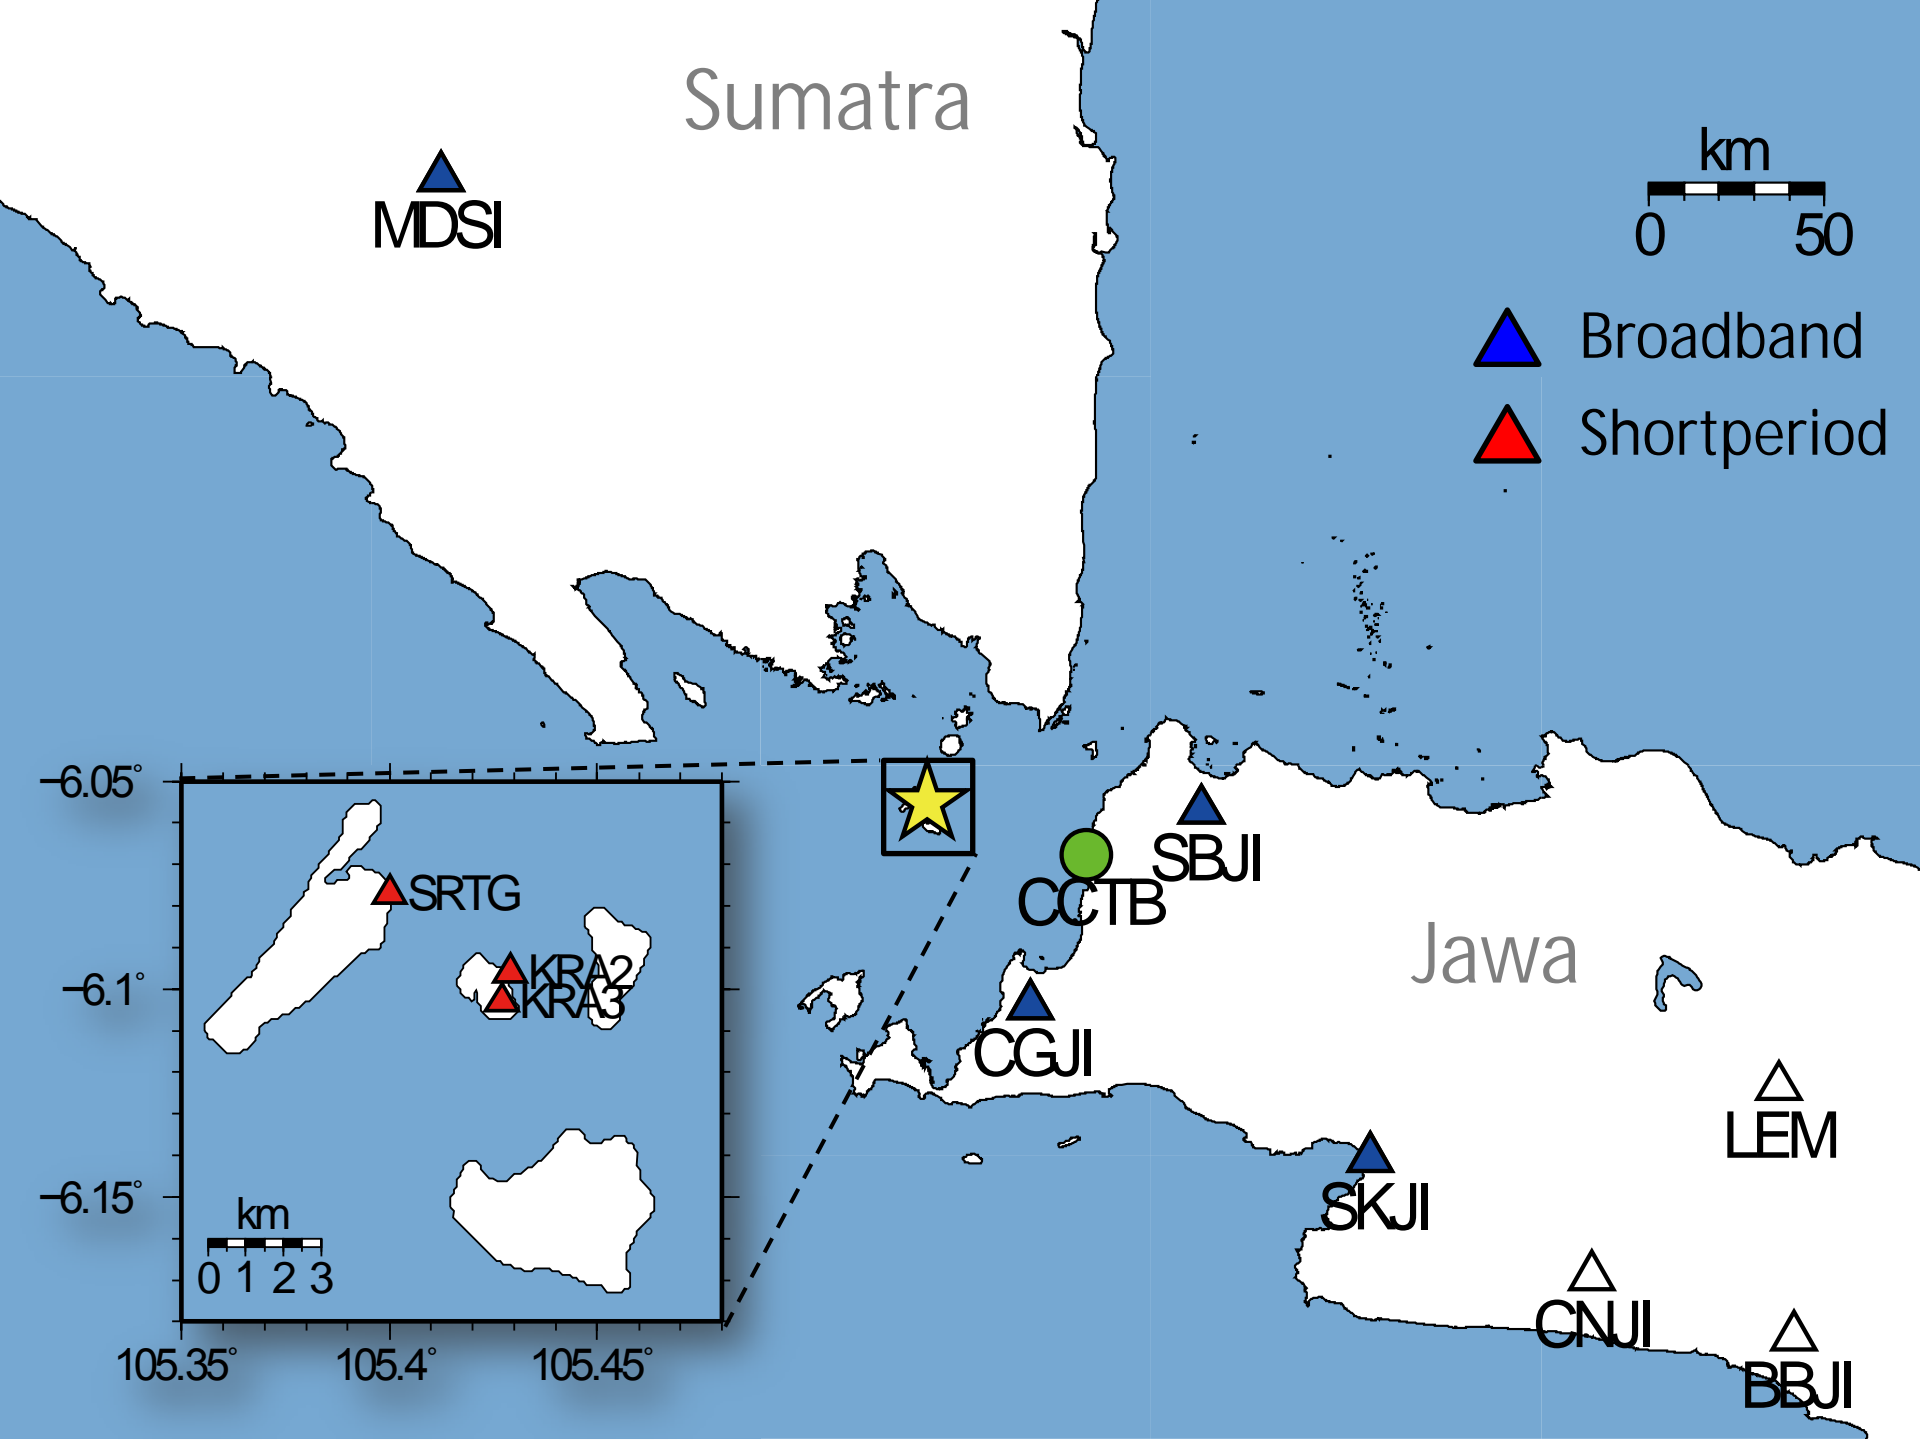 Sumatra
km
0 50
MDSI
Broadband
Shortperiod
SBJI
CCTB
Jawa
CGJI
LEM
SKJI
CNJI
BBJI
−6.05°
−6.1°
−6.15°
SRTG
KRA2
KRA3
km
0 1 2 3
105.35° 105.4° 105.45°